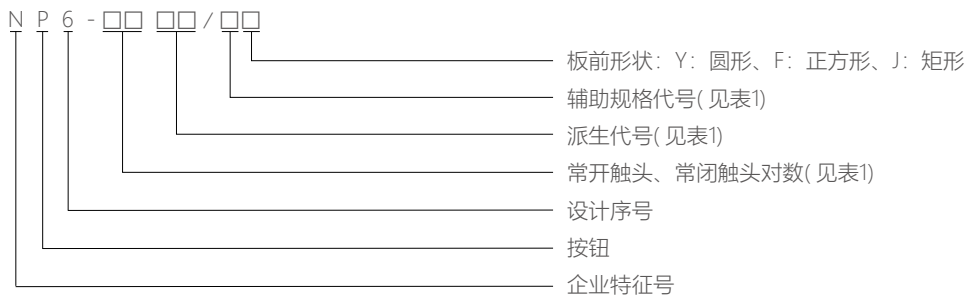 NP6-□□ □□/□□
板前形状：Y：圆形、F：正方形、J：矩形
辅助规格代号(见表1)
派生代号(见表1)
常开触头、常闭触头对数(见表1)
设计序号
按钮
企业特征号